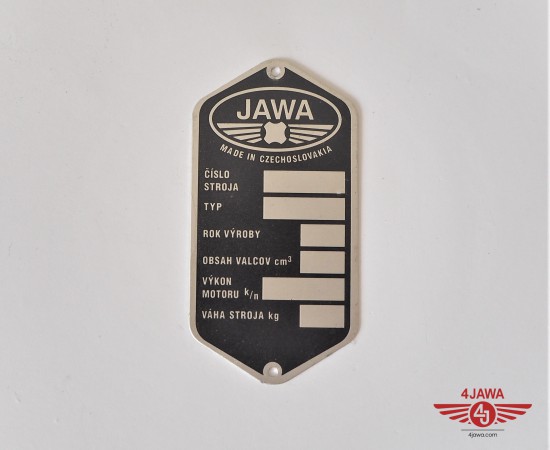 JAWA
MADE IN CZECHOSLOVAKIA
ČÍSLO
STROJA
TYP
ROK VÝROBY
OBSAH VALCOV cm³
VÝKON
MOTORU k/n
VÁHA STROJA kg
4JAWA
4J
4jawa.com